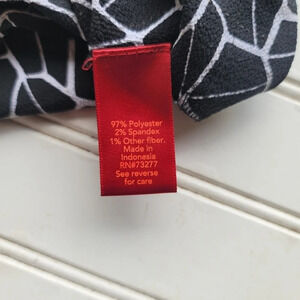 97% Polyester
2% Spandex
1% Other fiber.
Made in
Indonesia
RN#73277
See reverse
for care